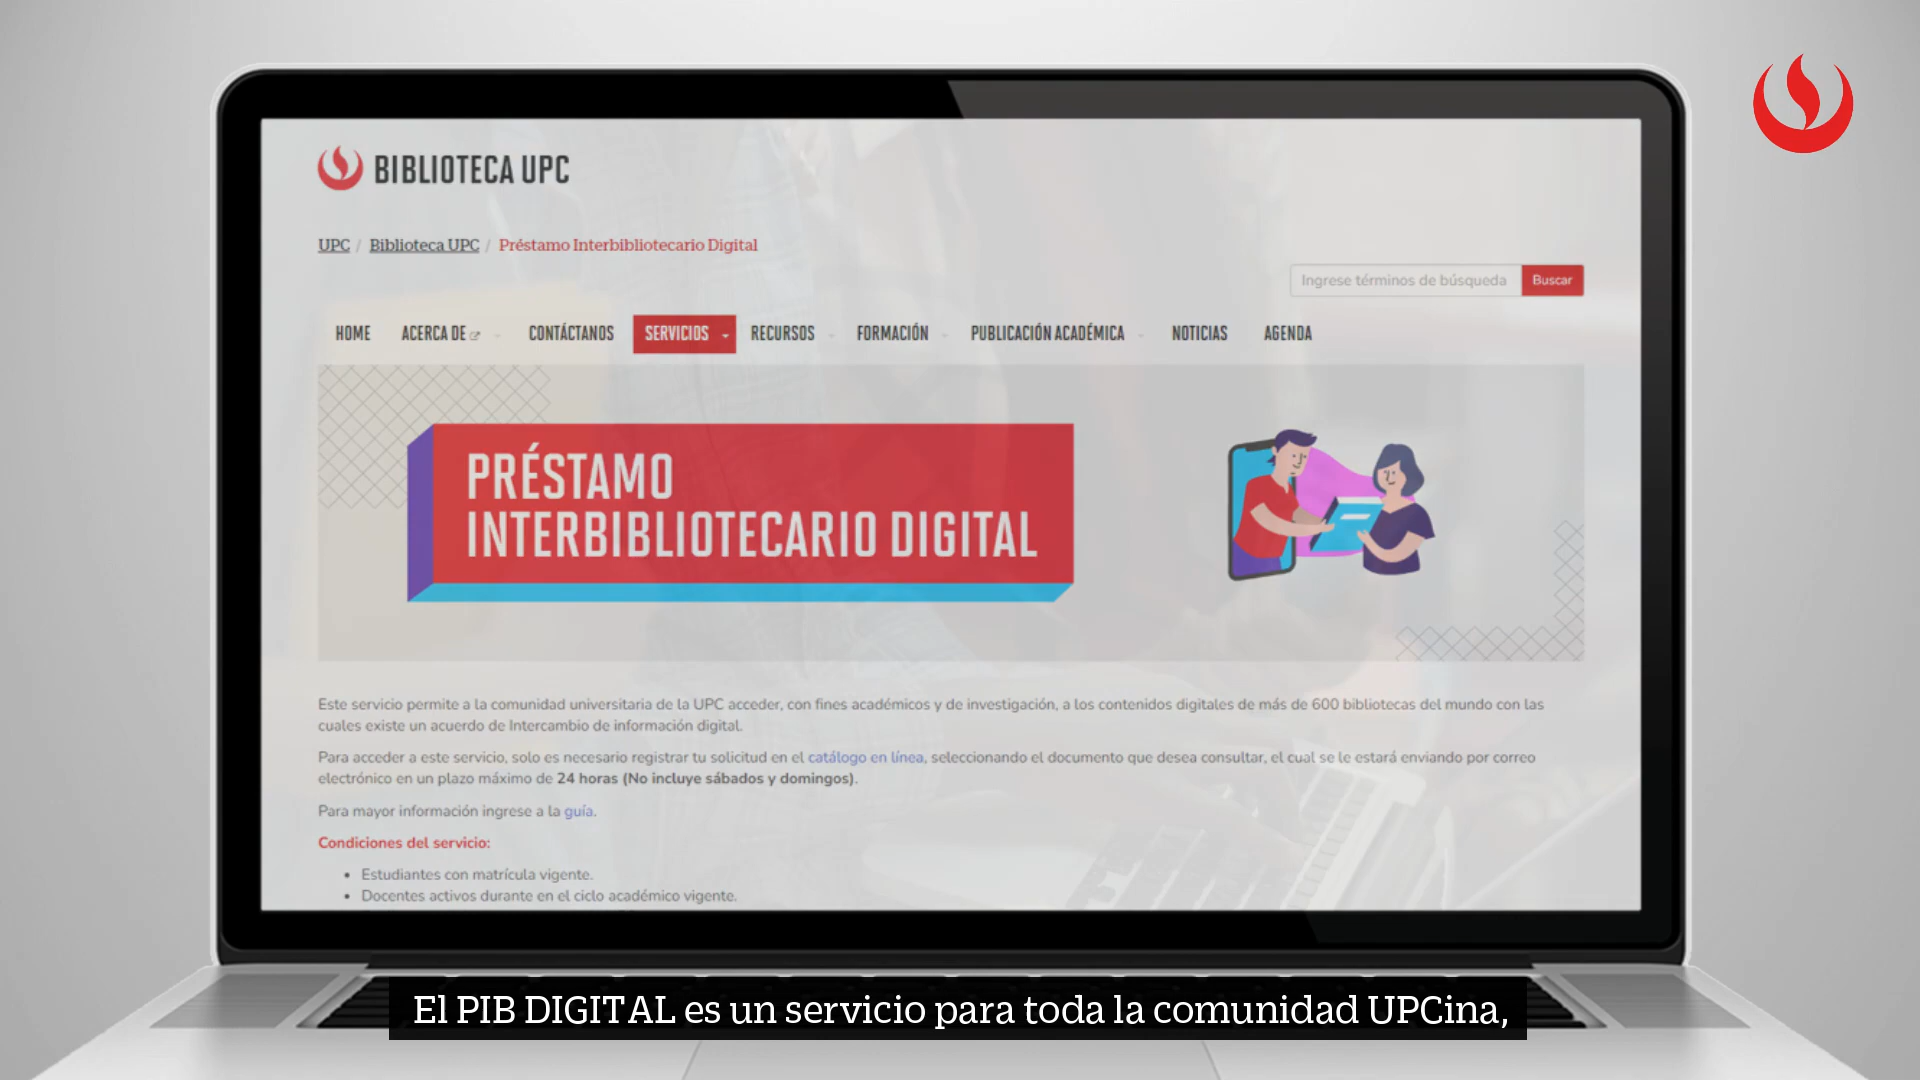 BIBLIOTECA UPC
UPC / Biblioteca UPC / Préstamo Interbibliotecario Digital
Ingrese términos de búsqueda Buscar
HOME ACERCA DE CONTÁCTANOS SERVICIOS RECURSOS FORMACIÓN PUBLICACIÓN ACADÉMICA NOTICIAS AGENDA
PRÉSTAMO
INTERBIBLIOTECARIO DIGITAL
Este servicio permite a la comunidad universitaria de la UPC acceder, con fines académicos y de investigación, a los contenidos digitales de más de 600 bibliotecas del mundo con las
cuales existe un acuerdo de Intercambio de información digital.
Para acceder a este servicio, solo es necesario registrar tu solicitud en el catálogo en línea, seleccionando el documento que desea consultar, el cual se le estará enviando por correo
electrónico en un plazo máximo de 24 horas (No incluye sábados y domingos).
Para mayor información ingrese a la guía.
Condiciones del servicio:
• Estudiantes con matrícula vigente.
• Docentes activos durante en el ciclo académico vigente.
El PIB DIGITAL es un servicio para toda la comunidad UPCina,